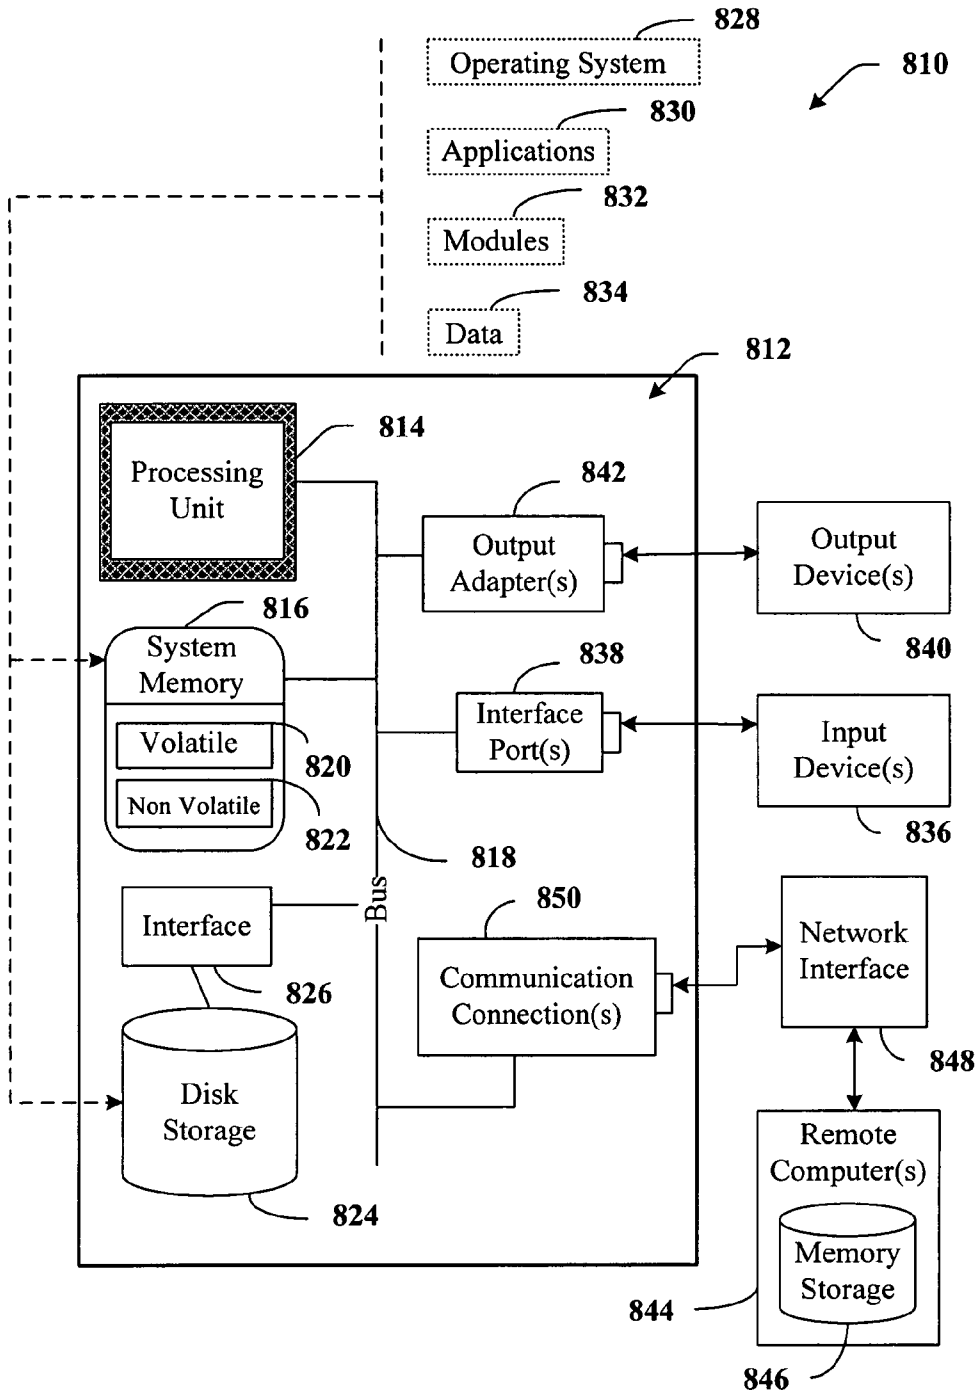 828
Operating System
810
830
Applications
832
Modules
834
Data
812
814
Processing
Unit
842
Output
Adapter(s)
Output
Device(s)
840
816
System
Memory
838
Interface
Port(s)
Input
Device(s)
836
Volatile
820
Non Volatile
822
818
Bus
Interface
826
850
Communication
Connection(s)
Network
Interface
848
Disk
Storage
824
Remote
Computer(s)
Memory
Storage
844
846